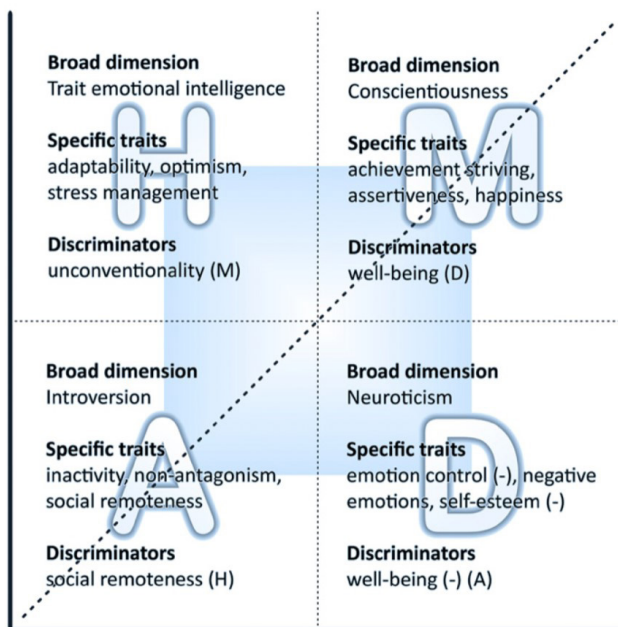 Broad dimension
Trait emotional intelligence
Specific traits
adaptability, optimism,
stress management
Discriminators
unconventionality (M)
H
Broad dimension
Conscientiousness
Specific traits
achievement striving,
assertiveness, happiness
Discriminators
well-being (D)
M
Broad dimension
Introversion
Specific traits
inactivity, non-antagonism,
social remoteness
Discriminators
social remoteness (H)
A
Broad dimension
Neuroticism
Specific traits
emotion control (-), negative
emotions, self-esteem (-)
Discriminators
well-being (-) (A)
D